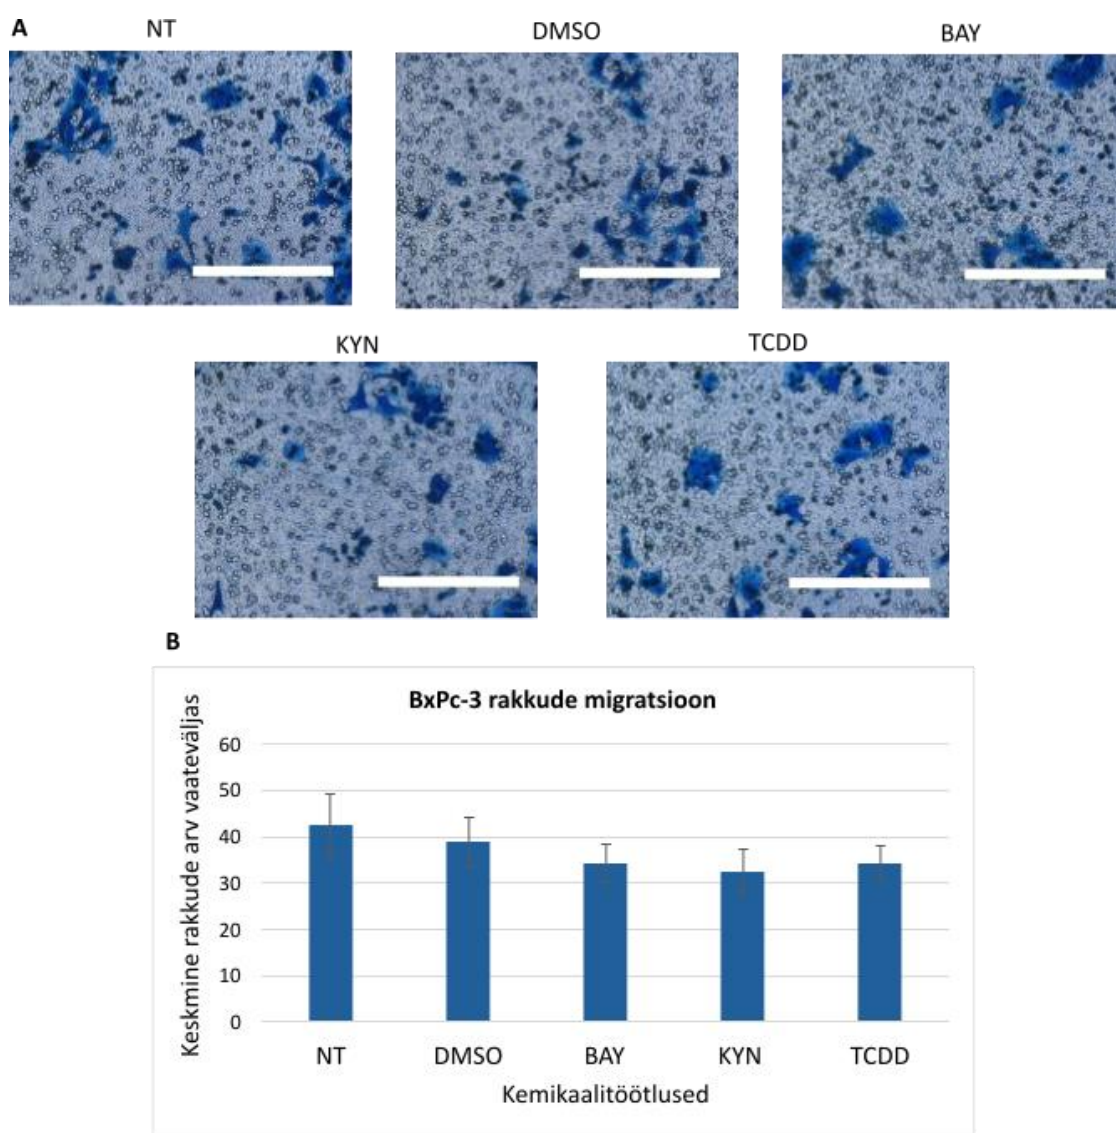 A
NT
DMSO
BAY
KYN
TCDD
B
BxPc-3 rakkude migratsioon
Keskmine rakkude arv vaateväljas
60
50
40
30
20
10
0
NT
DMSO
BAY
KYN
TCDD
Kemikaalitöötlused